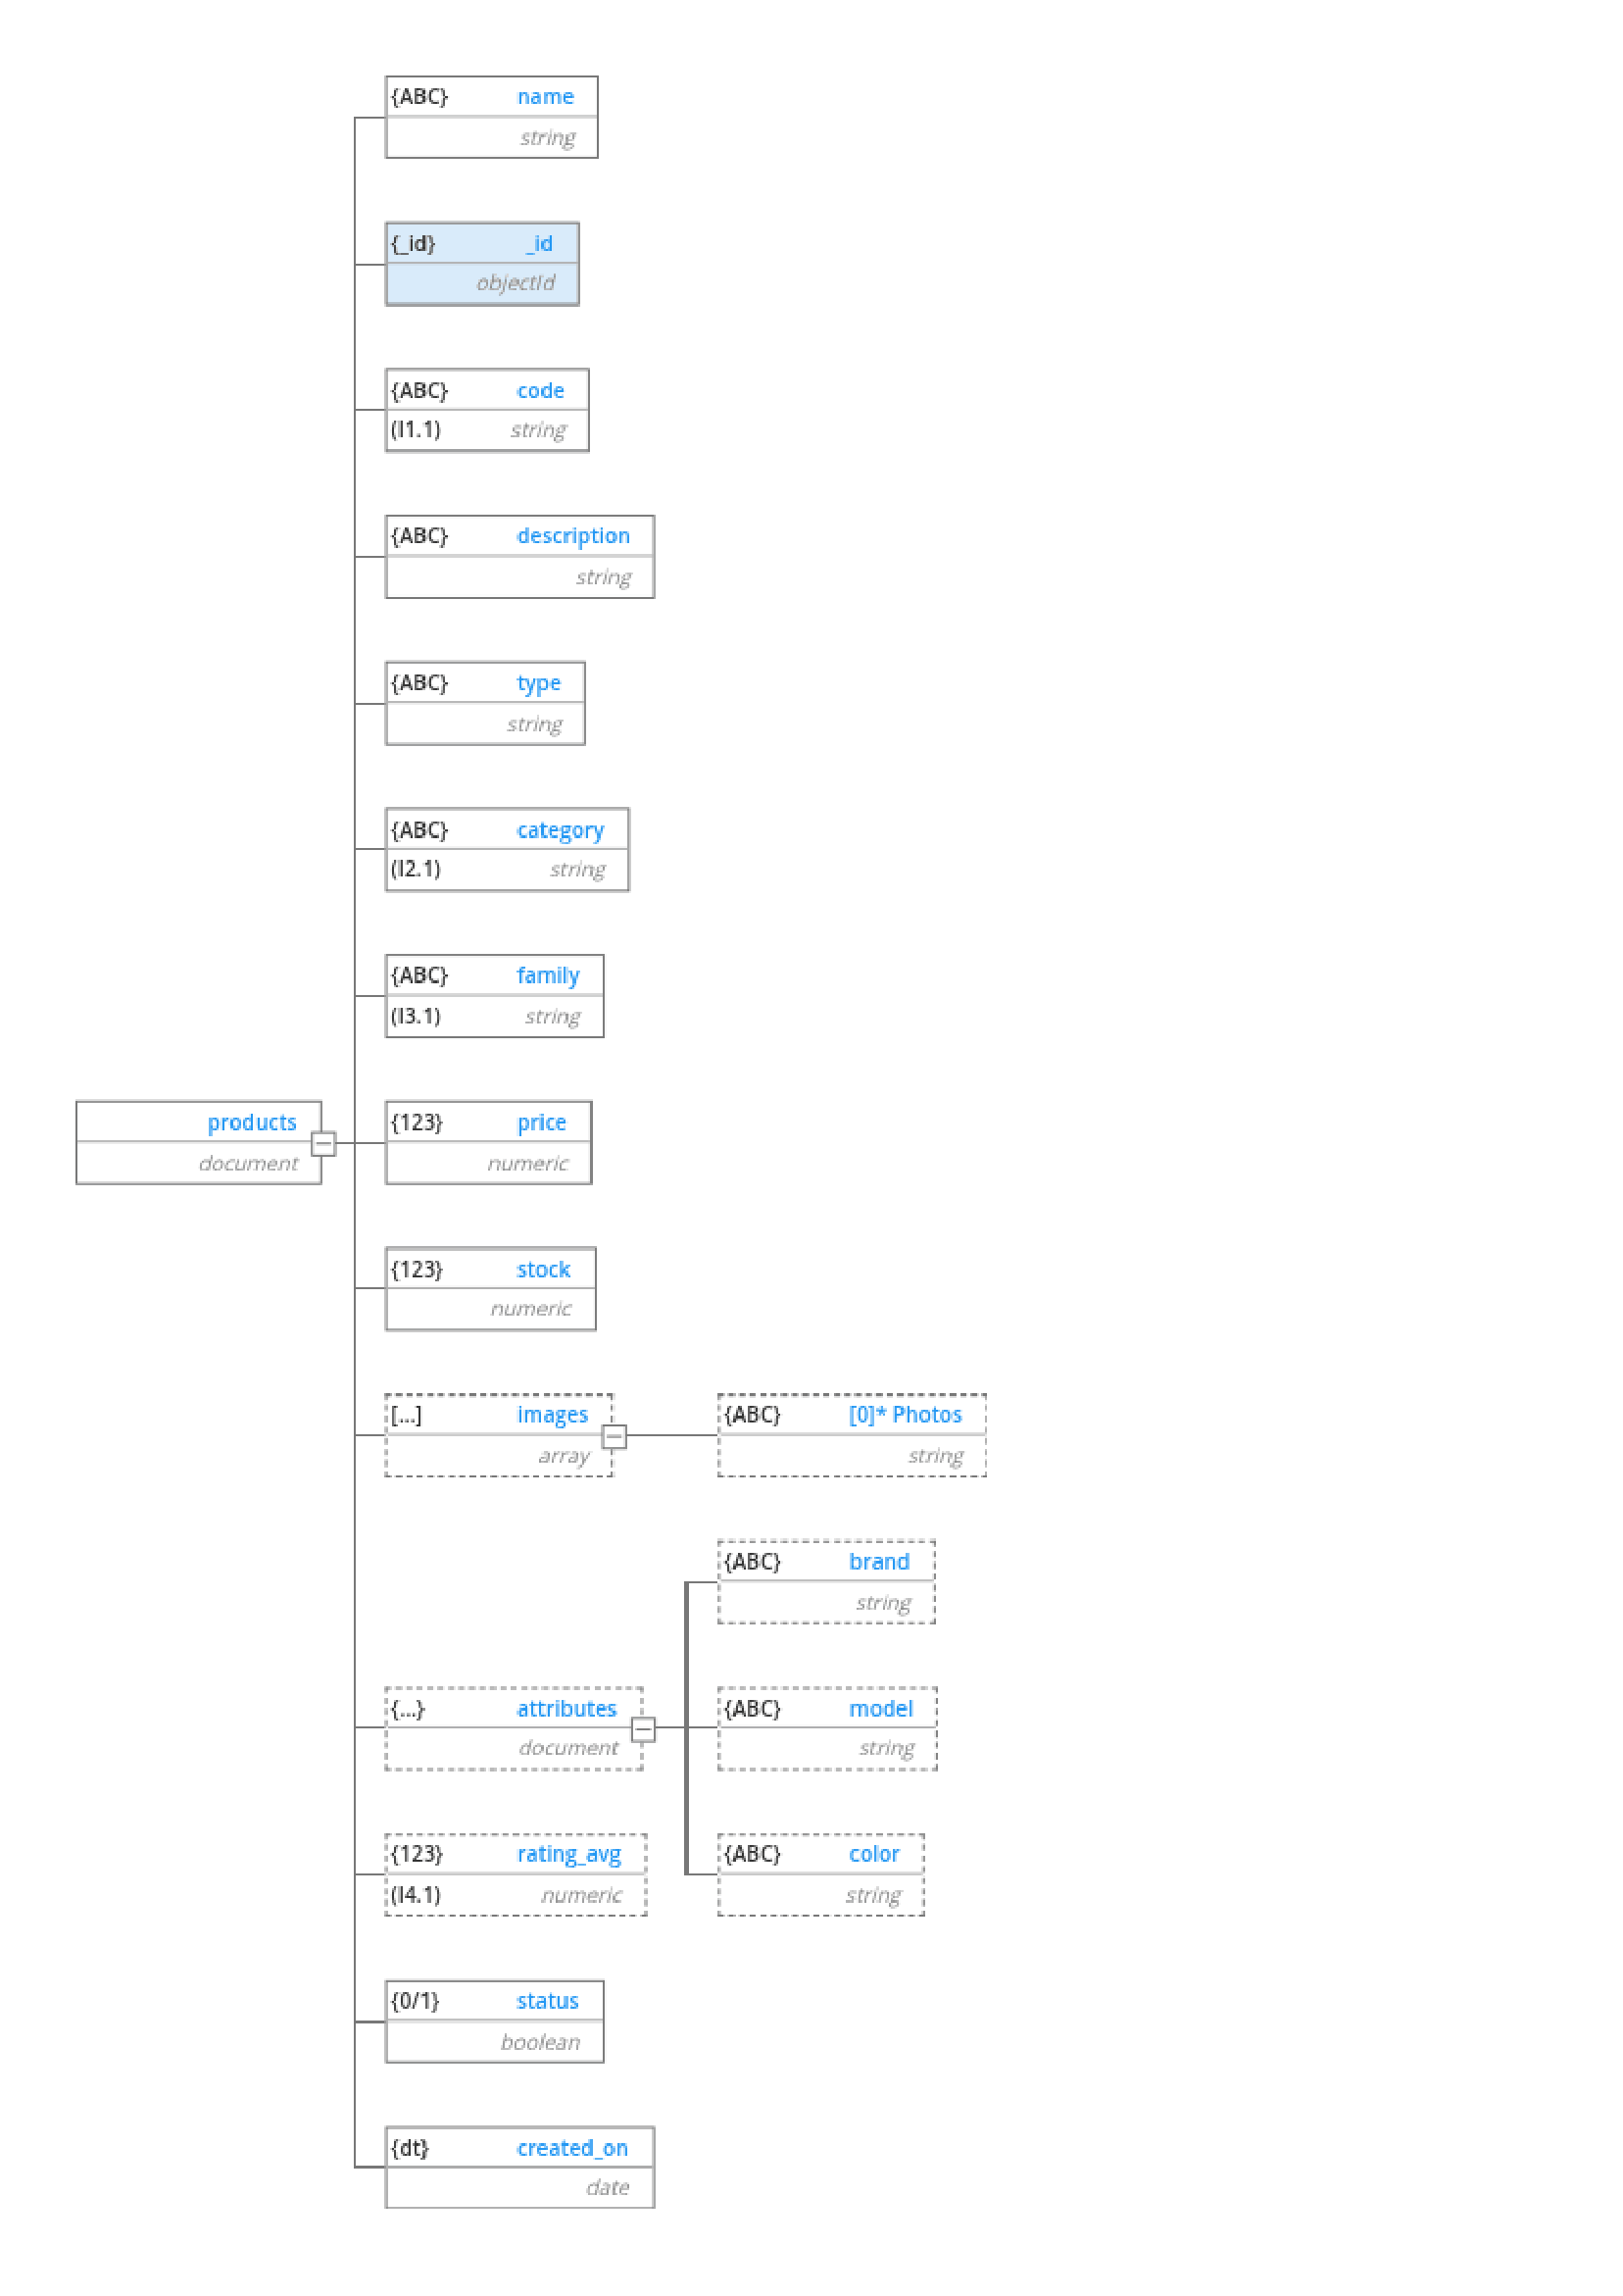 {ABC} name
string
{_id} _id
objectId
{ABC} code
(I1.1) string
{ABC} description
string
{ABC} type
string
{ABC} category
(I2.1) string
{ABC} family
(I3.1) string
products
document
{123} price
numeric
{123} stock
numeric
[...] images
array
{ABC} [0]* Photos
string
{ABC} brand
string
{...} attributes
document
{ABC} model
string
{123} rating_avg
(I4.1) numeric
{ABC} color
string
{0/1} status
boolean
{dt} created_on
date